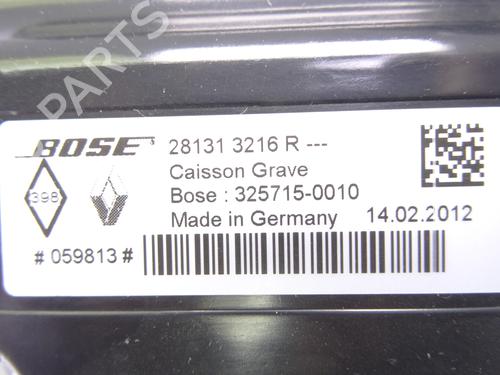 PARTS
BOSE 28131 3216 R ---
Caisson Grave
Bose : 325715-0010
398
Made in Germany 14.02.2012
# 059813 #